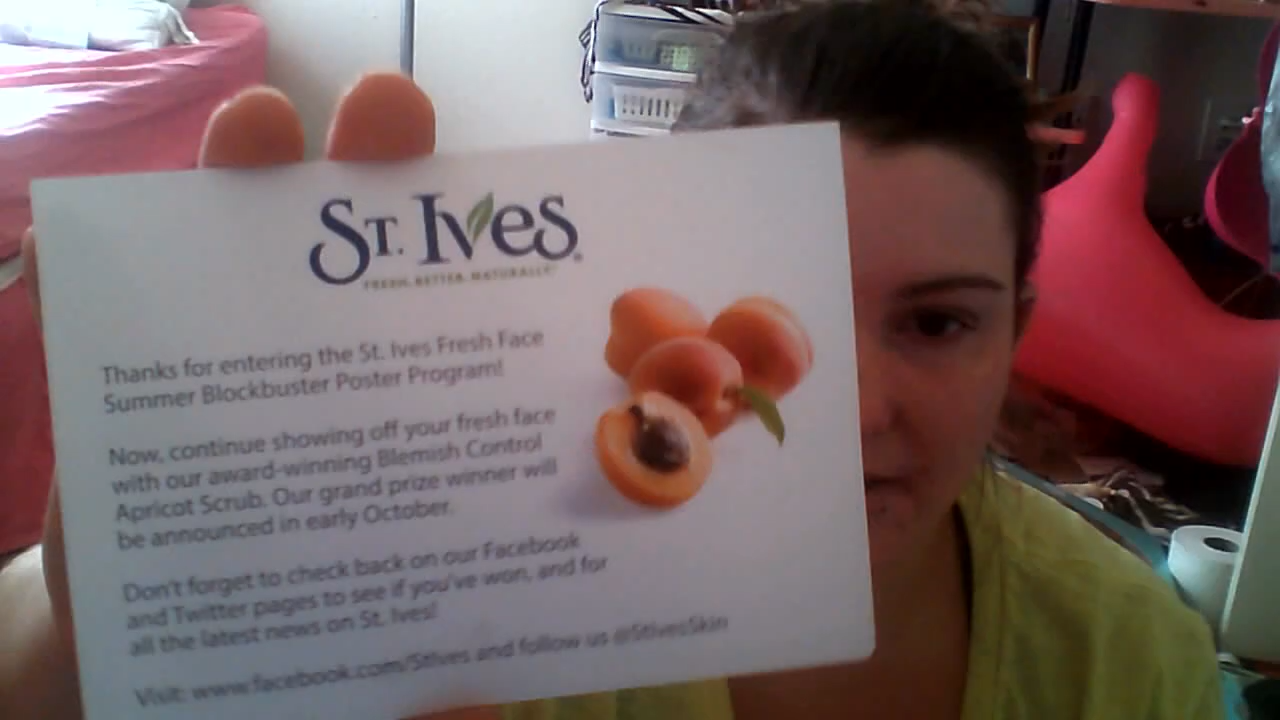 St. Ives®
FRESH. BETTER. NATURALLY.
Thanks for entering the St. Ives Fresh Face
Summer Blockbuster Poster Program!
Now, continue showing off your fresh face
with our award-winning Blemish Control
Apricot Scrub. Our grand prize winner will
be announced in early October.
Don't forget to check back on our Facebook
and Twitter pages to see if you've won, and for
all the latest news on St. Ives!
Visit: www.facebook.com/StIves and follow us @StIvesSkin